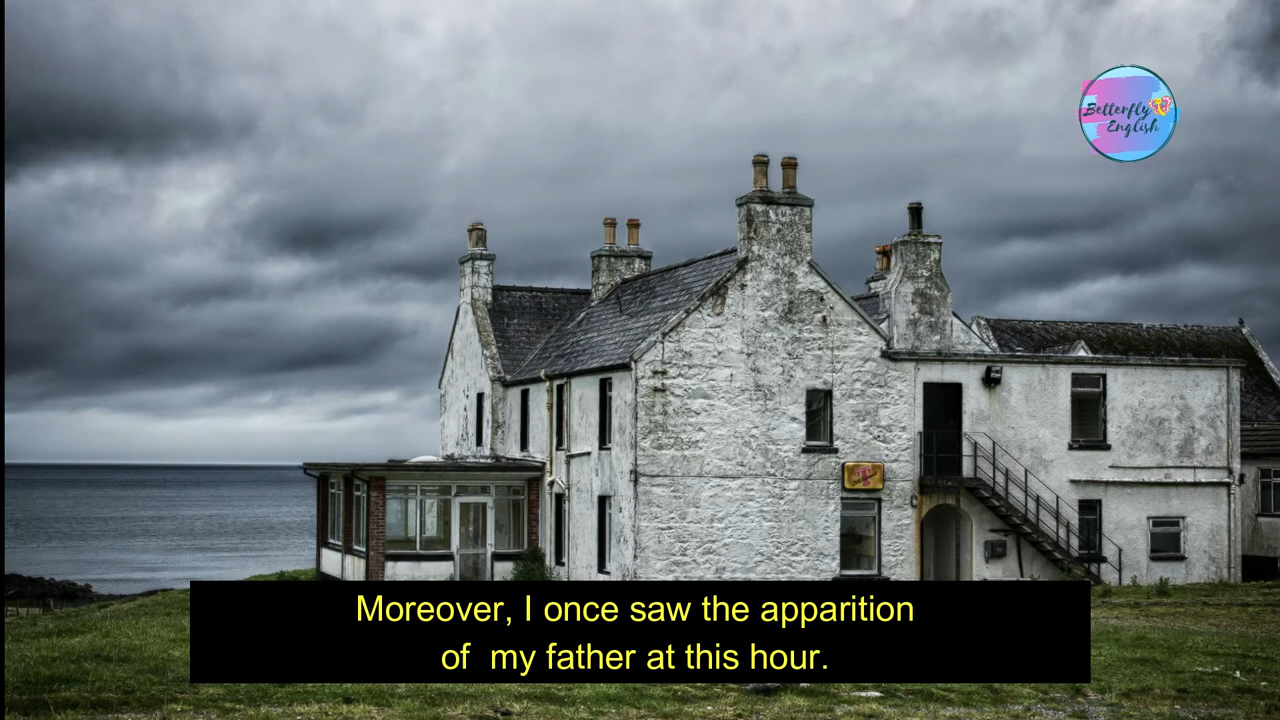 Betterfly
English
T
Moreover, I once saw the apparition
of  my father at this hour.